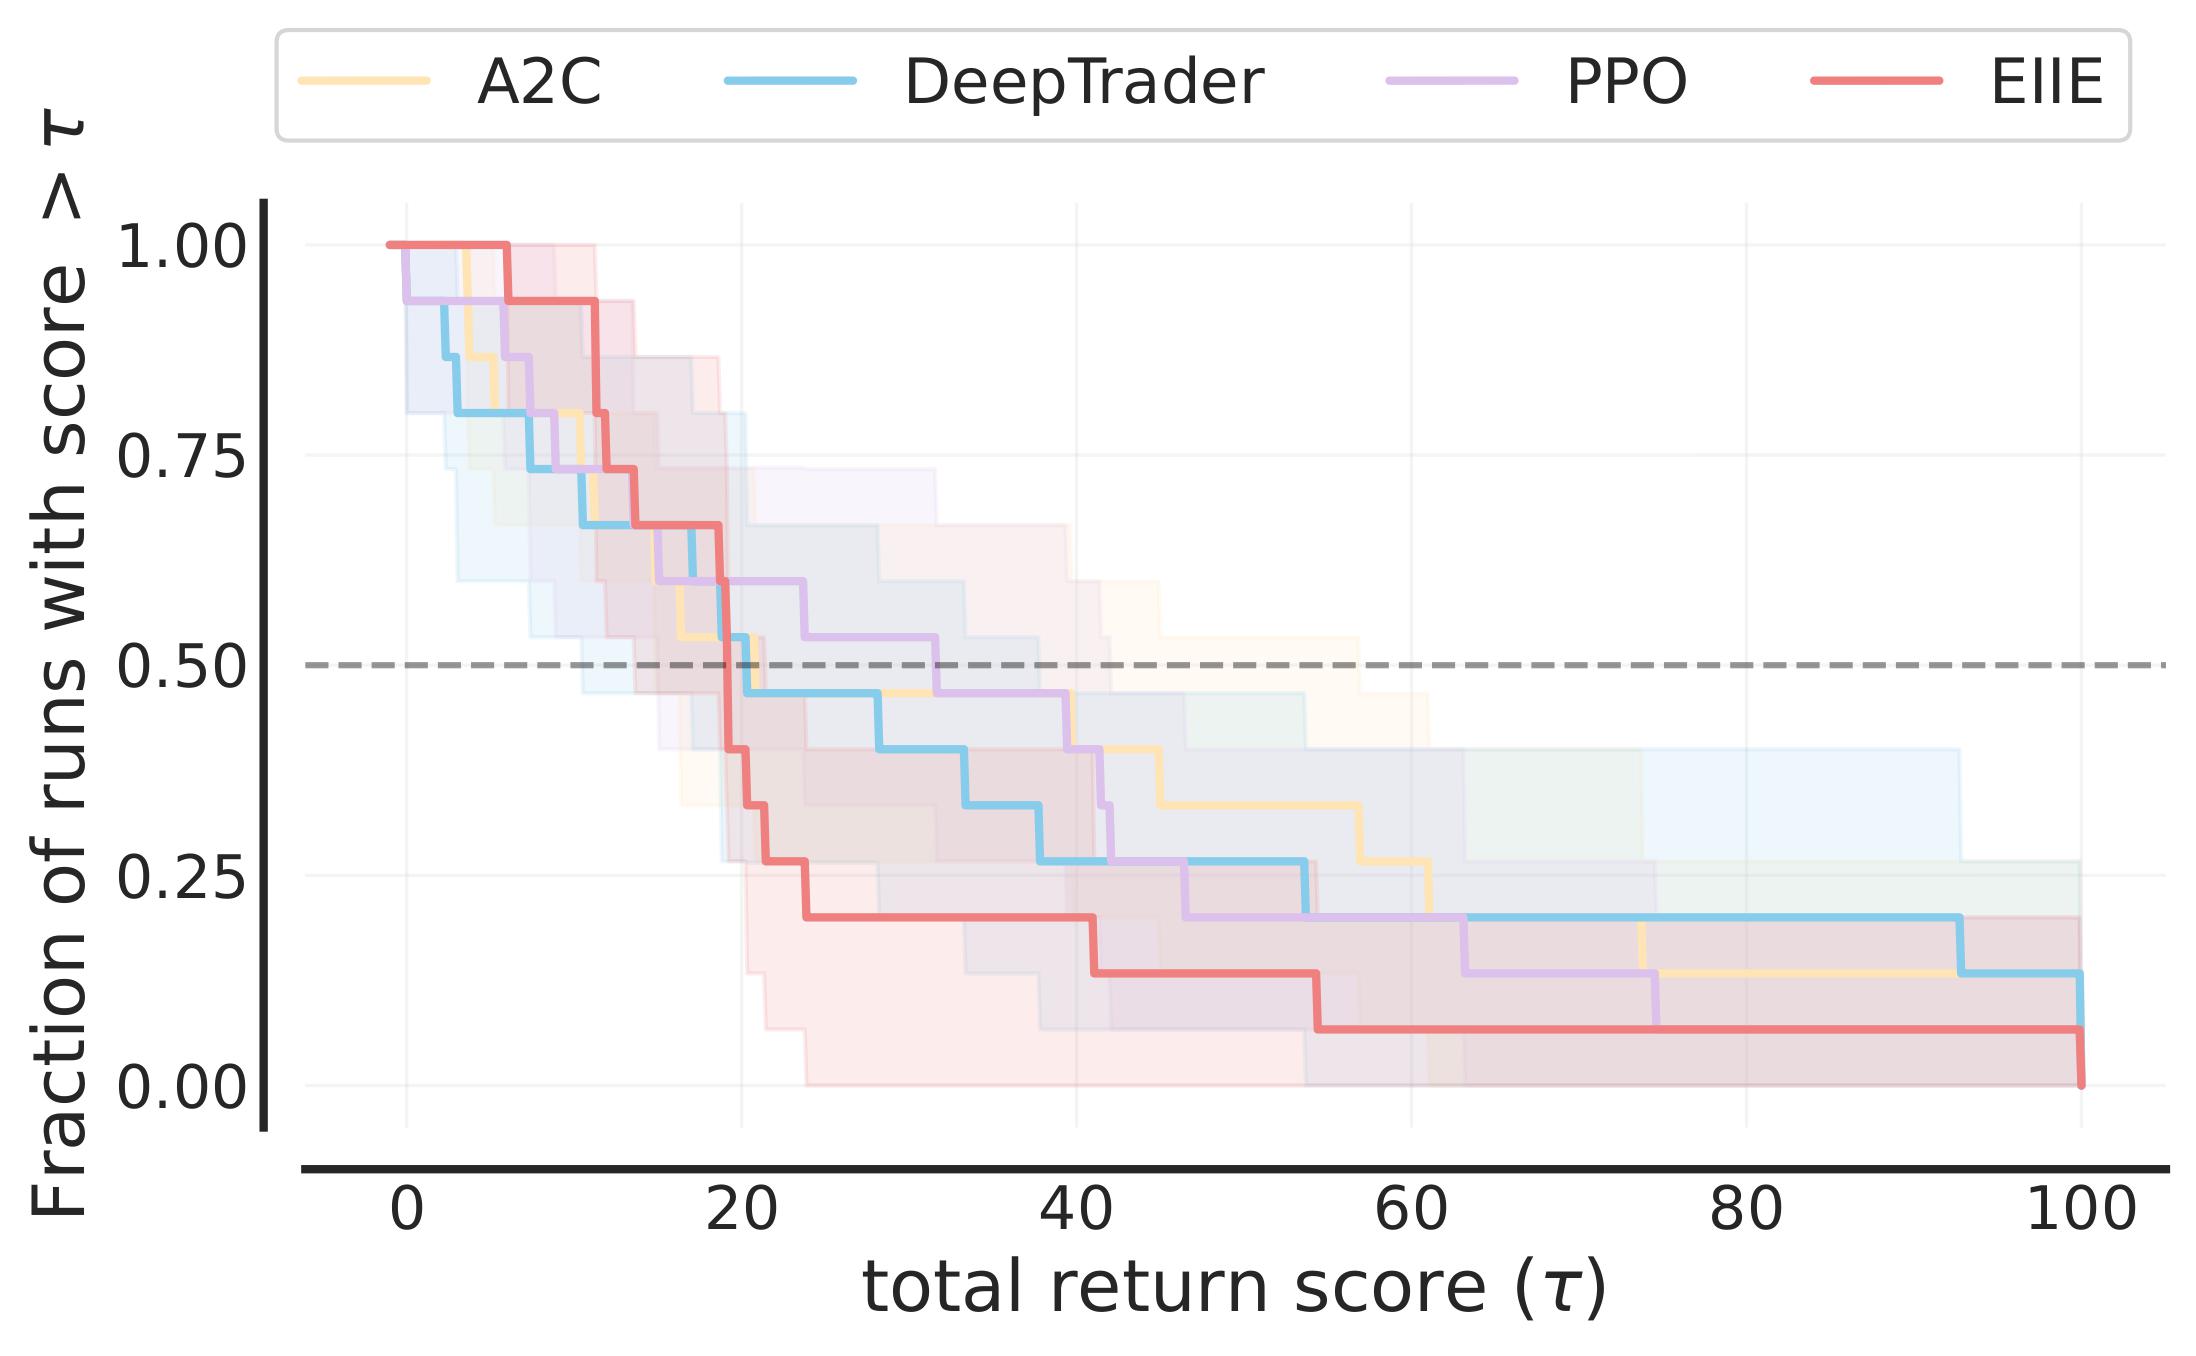 A2C DeepTrader PPO EIIE
Fraction of runs with score > τ
1.00
0.75
0.50
0.25
0.00
0 20 40 60 80 100
total return score (τ)